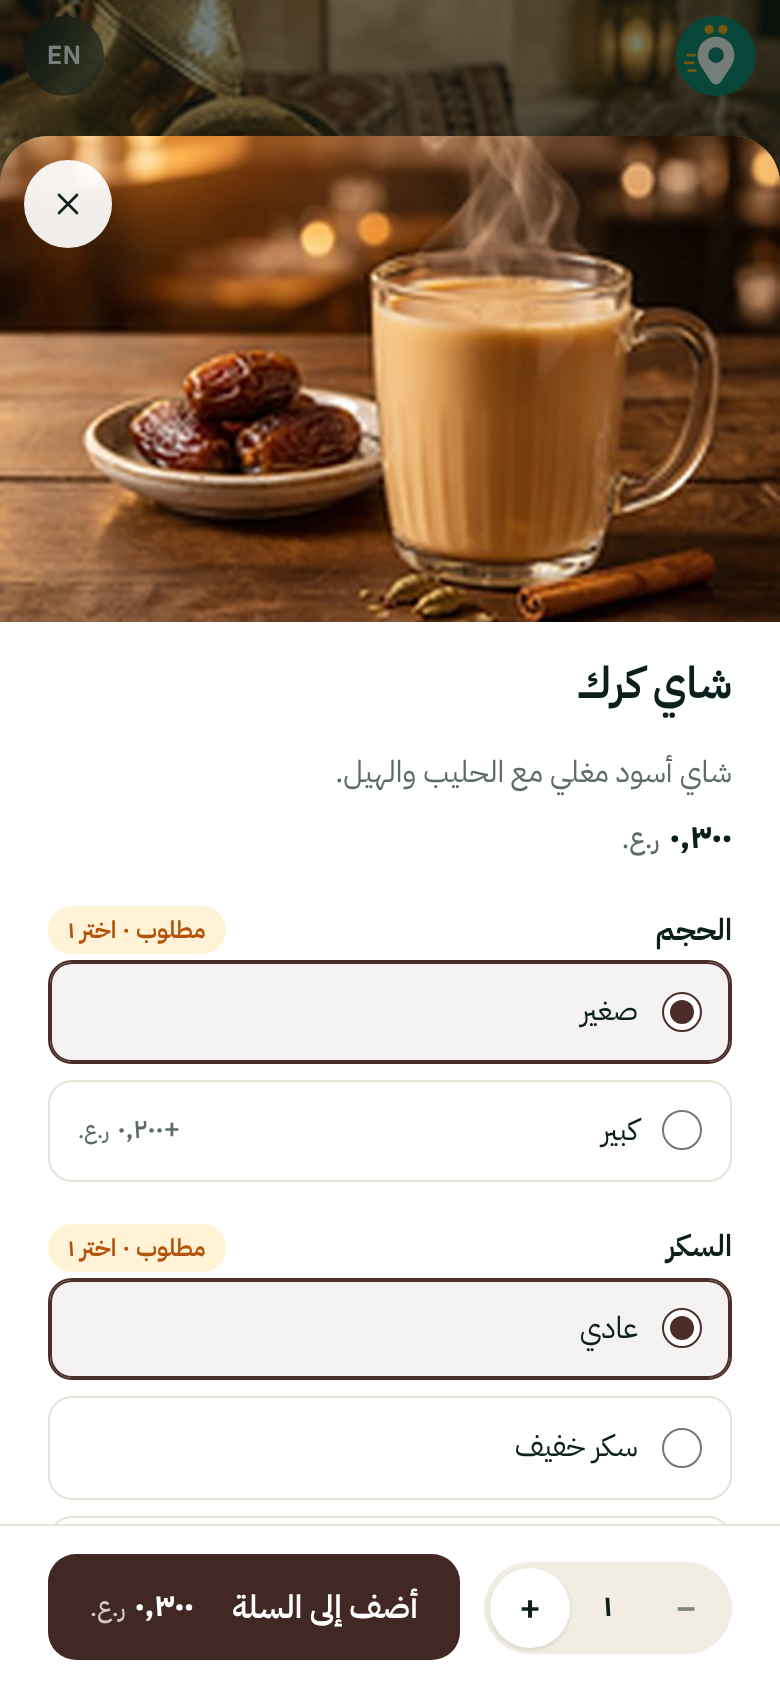 EN
شاي كرك
شاي أسود مغلي مع الحليب والهيل.
٠,٣٠٠ ر.ع.
الحجم
مطلوب · اختر ١
صغير
كبير
+٠,٢٠٠ ر.ع.
السكر
مطلوب · اختر ١
عادي
سكر خفيف
− ١ +
أضف إلى السلة ٠,٣٠٠ ر.ع.